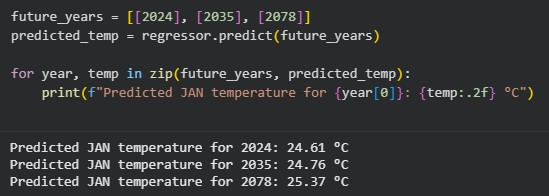 future_years = [[2024], [2035], [2078]]
predicted_temp = regressor.predict(future_years)
for year, temp in zip(future_years, predicted_temp):
    print(f"Predicted JAN temperature for {year[0]}: {temp:.2f} °C")
Predicted JAN temperature for 2024: 24.61 °C
Predicted JAN temperature for 2035: 24.76 °C
Predicted JAN temperature for 2078: 25.37 °C